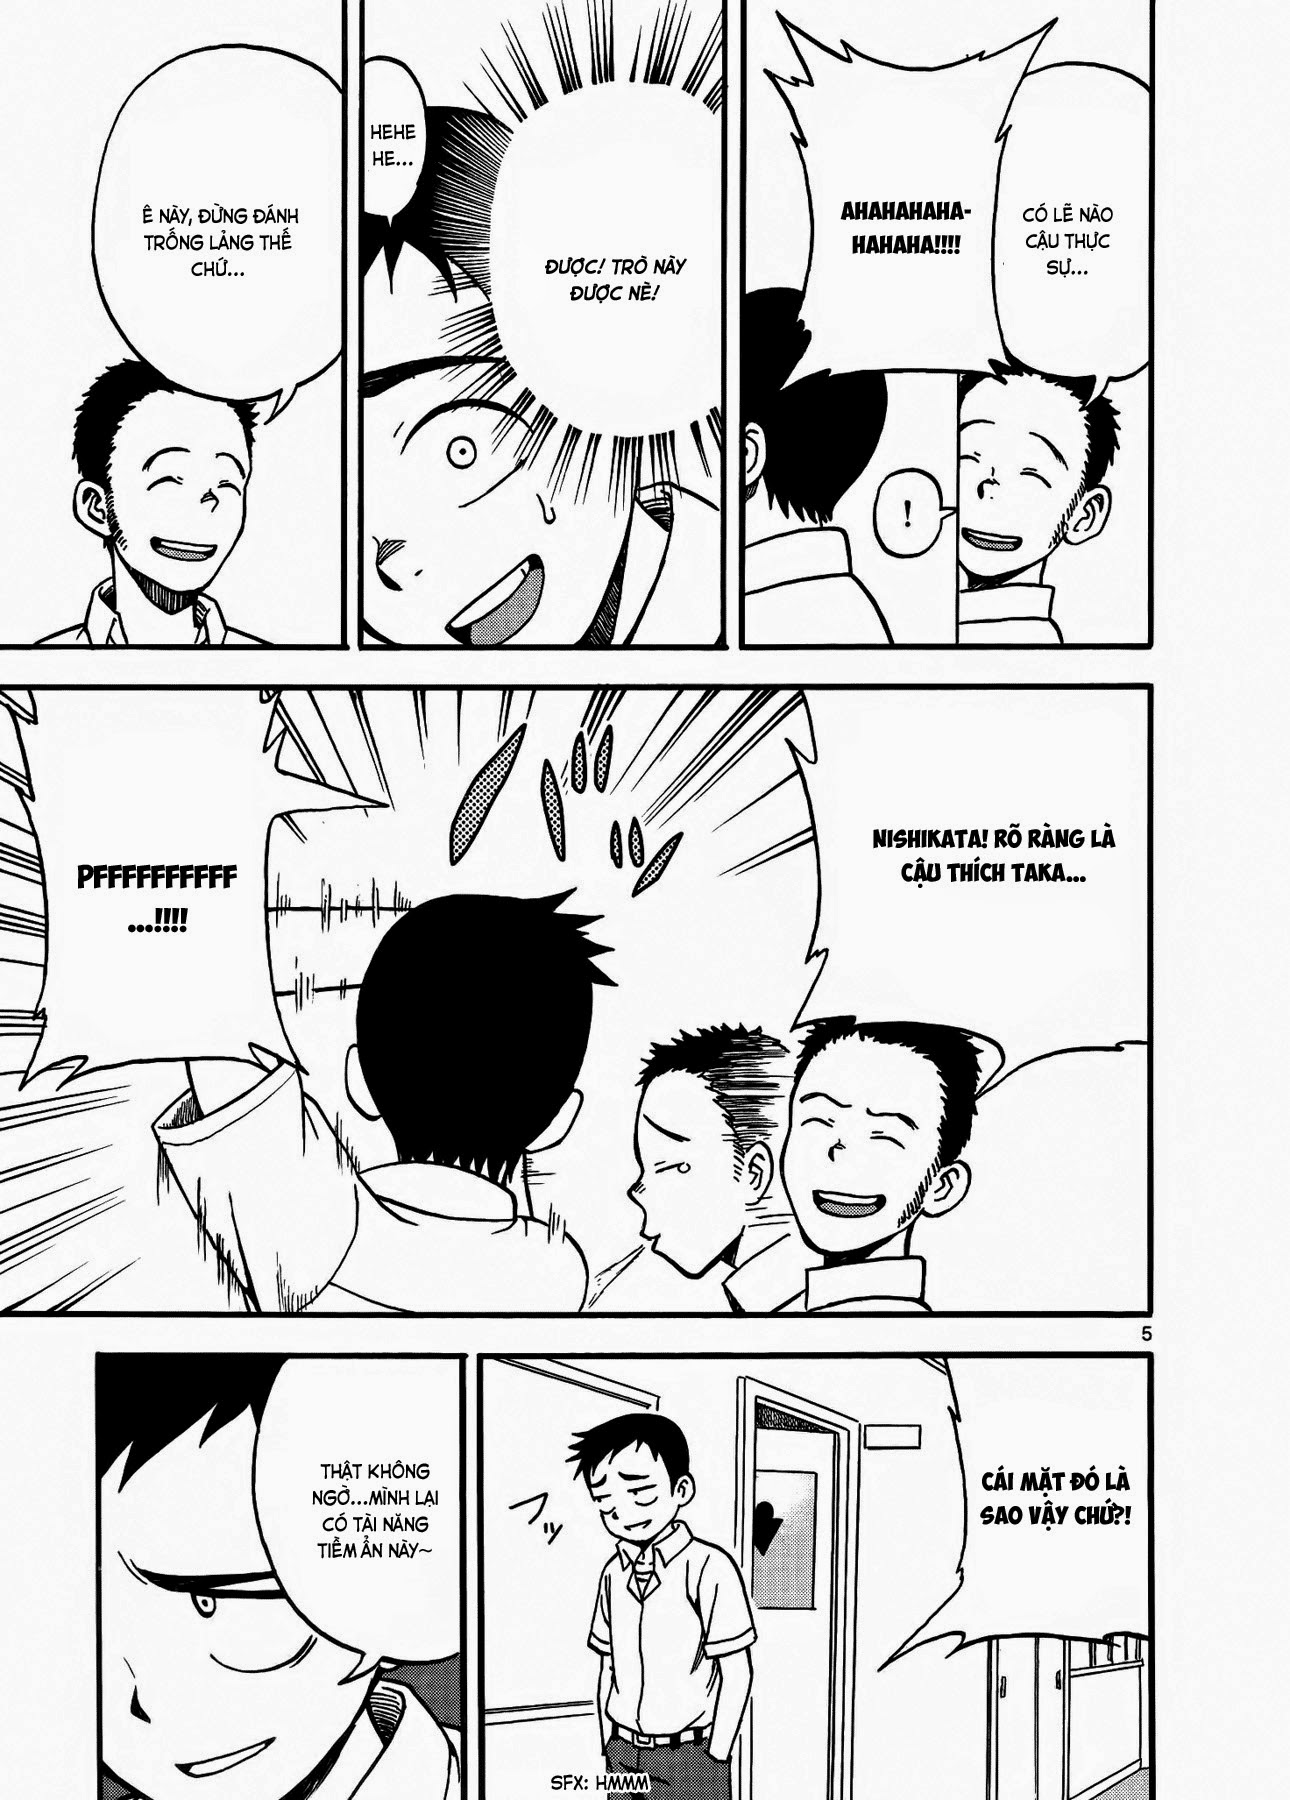 CÓ LẼ NÀO
CẬU THỰC
SỰ...
AHAHAHAHA-
HAHAHA!!!!
!
ĐƯỢC! TRÒ NÀY
ĐƯỢC NÈ!
HEHE
HE...
Ê NÀY, ĐỪNG ĐÁNH
TRỐNG LẢNG THẾ
CHỨ...
NISHIKATA! RÕ RÀNG LÀ
CẬU THÍCH TAKA...
PFFFFFFFFFF
...!!!!
5
CÁI MẶT ĐÓ LÀ
SAO VẬY CHỨ?!
フッ
SFX: HMMM
THẬT KHÔNG
NGỜ...MÌNH LẠI
CÓ TÀI NĂNG
TIỀM ẨN NÀY~